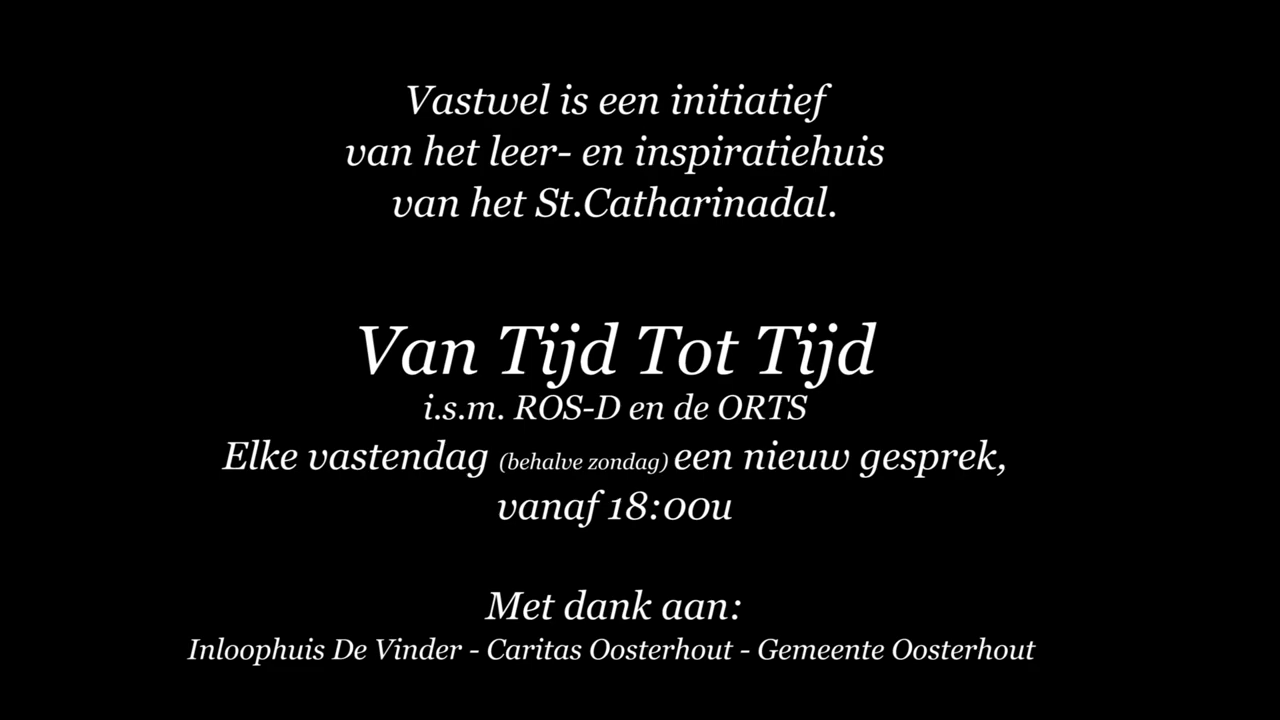 Vastwel is een initiatief
van het leer- en inspiratiehuis
van het St.Catharinadal.
Van Tijd Tot Tijd
i.s.m. ROS-D en de ORTS
Elke vastendag (behalve zondag) een nieuw gesprek,
vanaf 18:00u
Met dank aan:
Inloophuis De Vinder - Caritas Oosterhout - Gemeente Oosterhout